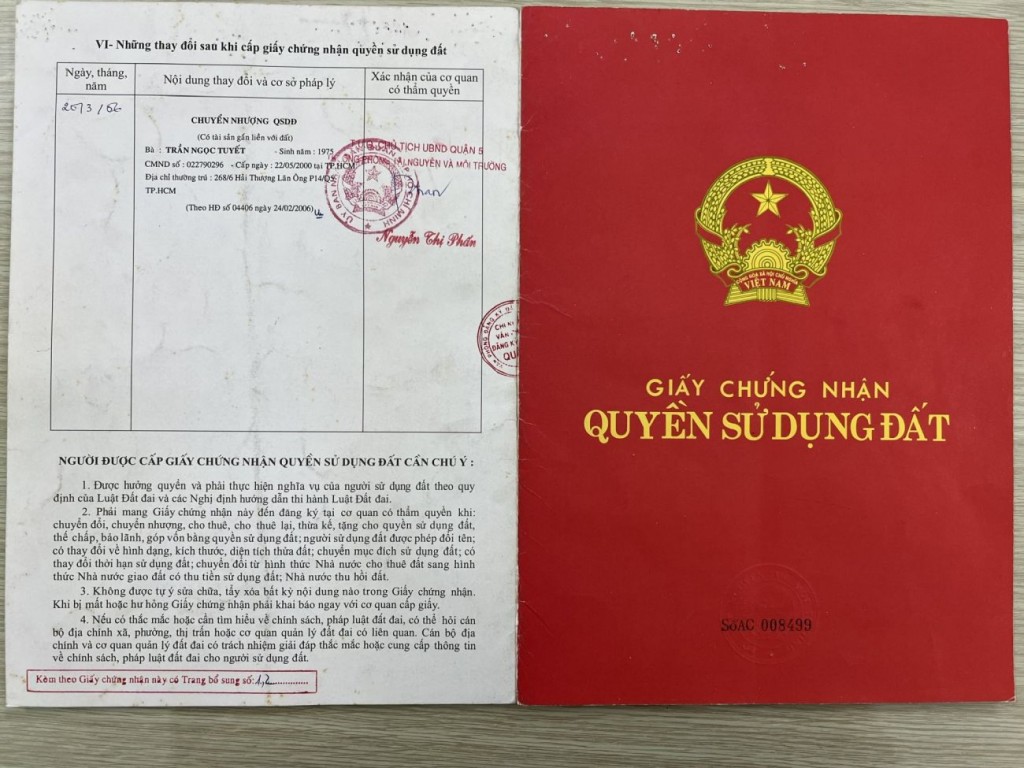 VI- Những thay đổi sau khi cấp giấy chứng nhận quyền sử dụng đất
Ngày, tháng, năm
Nội dung thay đổi và cơ sở pháp lý
Xác nhận của cơ quan có thẩm quyền
CHUYỂN NHƯỢNG QSDĐ
(Có tài sản gắn liền với đất)
Bà : TRẦN NGỌC TUYẾT - Sinh năm : 1975
CMND số : 022790296 - Cấp ngày : 22/05/2000 tại TP.HCM
Địa chỉ thường trú : 268/6 Hải Thượng Lãn Ông P14/Q5
TP.HCM
(Theo HĐ số 04406 ngày 24/02/2006)
CHỦ TỊCH UBND QUẬN 5
NGUYÊN VÀ MÔI TRƯỜNG
Nguyễn Thị Phấn
NGƯỜI ĐƯỢC CẤP GIẤY CHỨNG NHẬN QUYỀN SỬ DỤNG ĐẤT CẦN CHÚ Ý :
1. Được hưởng quyền và phải thực hiện nghĩa vụ của người sử dụng đất theo quy
định của Luật Đất đai và các Nghị định hướng dẫn thi hành Luật Đất đai.
2. Phải mang Giấy chứng nhận này đến đăng ký tại cơ quan có thẩm quyền khi:
chuyển đổi, chuyển nhượng, cho thuê, cho thuê lại, thừa kế, tặng cho quyền sử dụng đất,
thế chấp, bảo lãnh, góp vốn bằng quyền sử dụng đất; người sử dụng đất được phép đổi tên;
có thay đổi về hình dạng, kích thước, diện tích thửa đất; chuyển mục đích sử dụng đất; có
thay đổi thời hạn sử dụng đất; chuyển đổi từ hình thức Nhà nước cho thuê đất sang hình
thức Nhà nước giao đất có thu tiền sử dụng đất; Nhà nước thu hồi đất.
3. Không được tự ý sửa chữa, tẩy xóa bất kỳ nội dung nào trong Giấy chứng nhận.
Khi bị mất hoặc hư hỏng Giấy chứng nhận phải khai báo ngay với cơ quan cấp giấy.
4. Nếu có thắc mắc hoặc cần tìm hiểu về chính sách, pháp luật đất đai, có thể hỏi cán
bộ địa chính xã, phường, thị trấn hoặc cơ quan quản lý đất đai có liên quan. Cán bộ địa
chính và cơ quan quản lý đất đai có trách nhiệm giải đáp thắc mắc hoặc cung cấp thông tin
về chính sách, pháp luật đất đai cho người sử dụng đất.
Kèm theo Giấy chứng nhận này có Trang bổ sung số: 1,2
CỘNG HÒA XÃ HỘI CHỦ NGHĨA
VIỆT NAM
GIẤY CHỨNG NHẬN
QUYỀN SỬ DỤNG ĐẤT
Số AC 008499